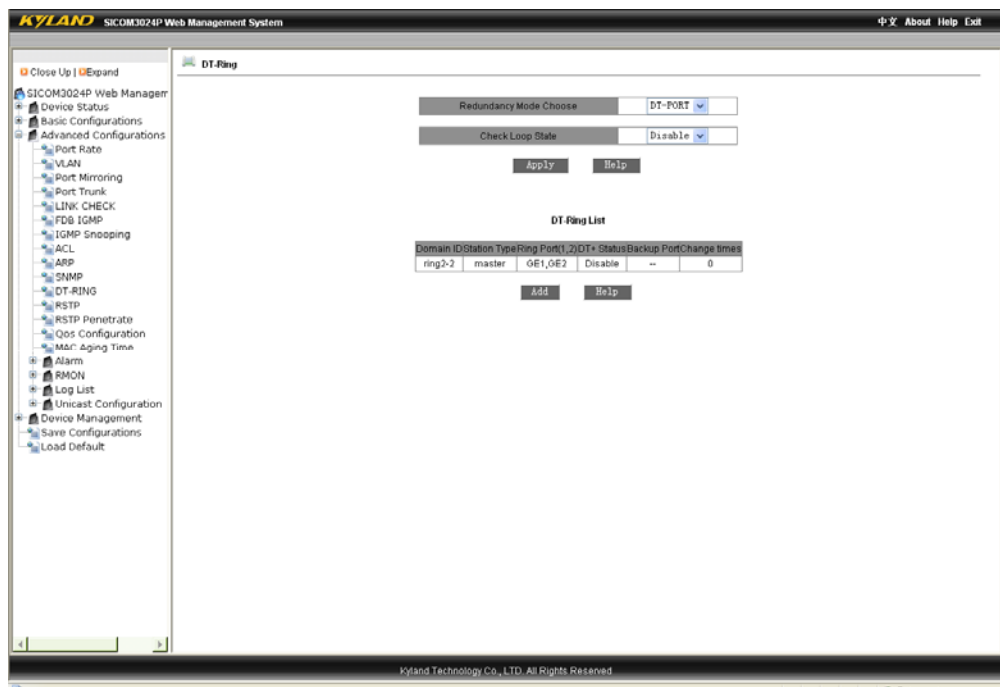 KYLAND SICOM3024P Web Management System
中文 About Help Exit
Close Up | Expand
SICOM3024P Web Managem
Device Status
Basic Configurations
Advanced Configurations
Port Rate
VLAN
Port Mirroring
Port Trunk
LINK CHECK
FDB IGMP
IGMP Snooping
ACL
ARP
SNMP
DT-RING
RSTP
RSTP Penetrate
Qos Configuration
MAC Aging Time
Alarm
RMON
Log List
Unicast Configuration
Device Management
Save Configurations
Load Default
DT-Ring
Redundancy Mode Choose DT-PORT
Check Loop State Disable
Apply Help
DT-Ring List
Domain ID Station Type Ring Port(1,2) DT+ Status Backup Port Change times
ring2-2 master GE1,GE2 Disable -- 0
Add Help
Kyland Technology Co., LTD. All Rights Reserved